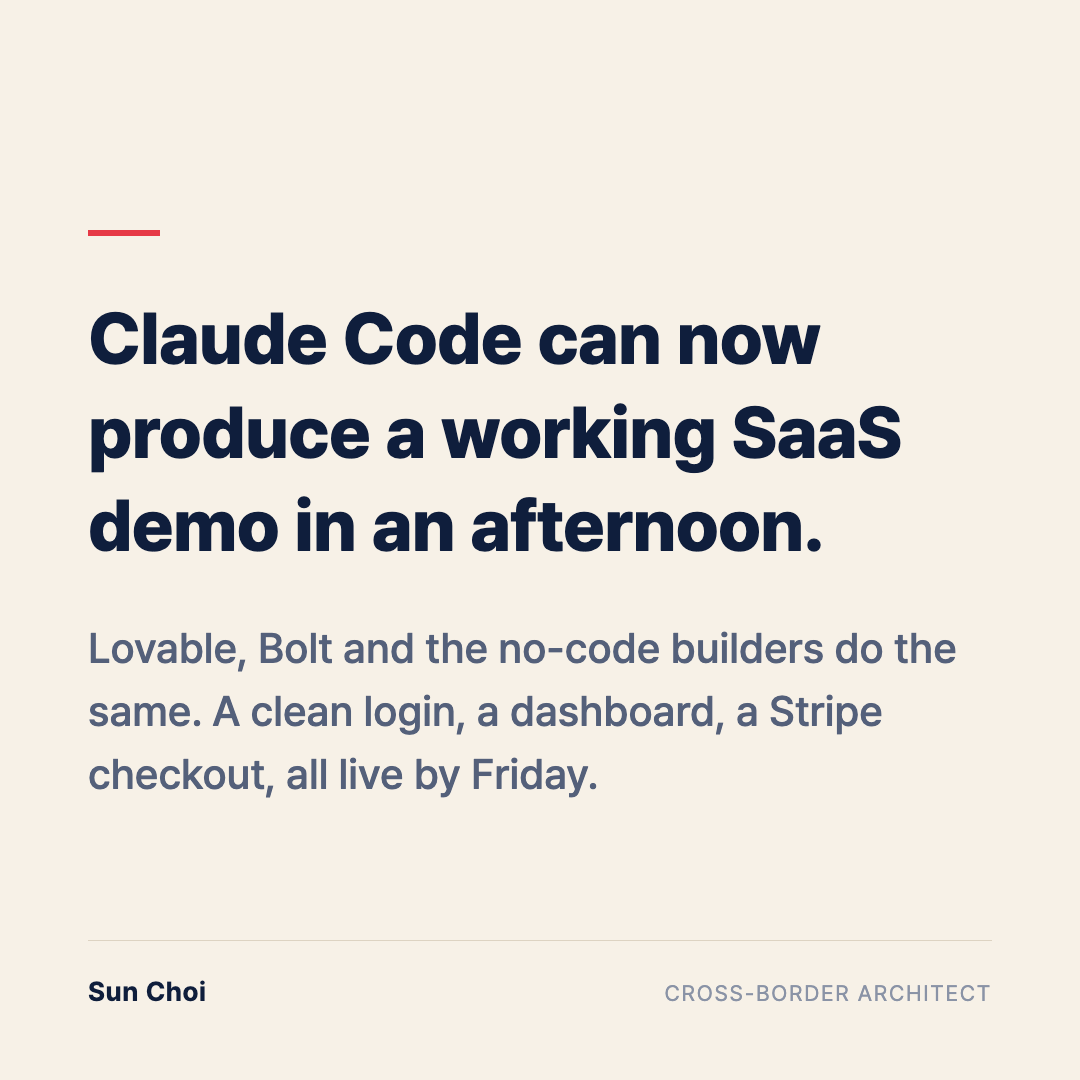 Claude Code can now
produce a working SaaS
demo in an afternoon.
Lovable, Bolt and the no-code builders do the
same. A clean login, a dashboard, a Stripe
checkout, all live by Friday.
Sun Choi
CROSS-BORDER ARCHITECT